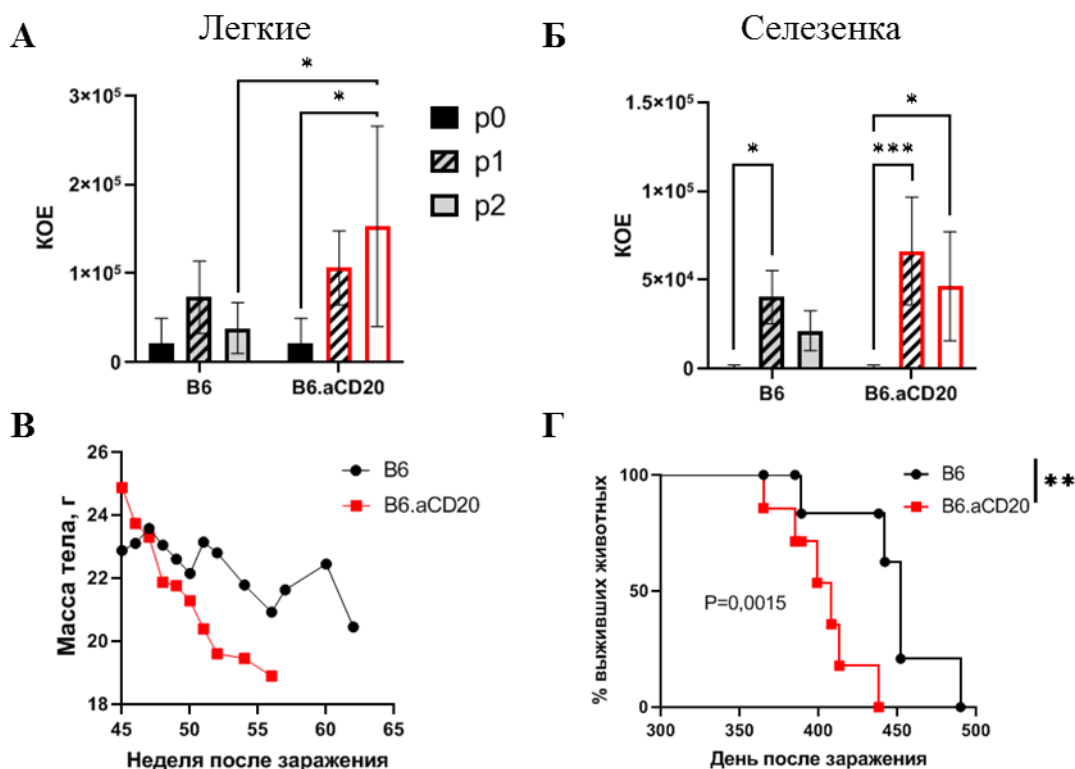 А Легкие
КОЕ
3×10⁵
2×10⁵
1×10⁵
0
*
*
p0
p1
p2
B6 B6.aCD20
Б Селезенка
КОЕ
1.5×10⁵
1×10⁵
5×10⁴
0
*
*
***
B6 B6.aCD20
В
Масса тела, г
26
24
22
20
18
B6
B6.aCD20
45 50 55 60 65
Неделя после заражения
Г
% выживших животных
100
50
0
B6
B6.aCD20
**
P=0,0015
300 350 400 450 500
День после заражения